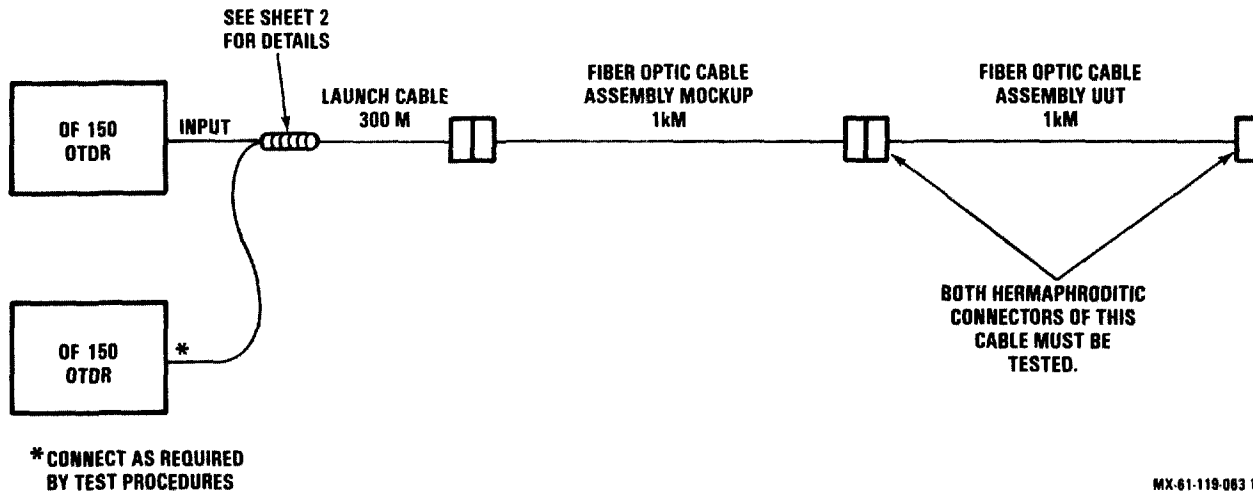 SEE SHEET 2
FOR DETAILS
OF 150
OTDR
INPUT
LAUNCH CABLE
300 M
FIBER OPTIC CABLE
ASSEMBLY MOCKUP
1kM
FIBER OPTIC CABLE
ASSEMBLY UUT
1kM
OF 150
OTDR
*
BOTH HERMAPHRODITIC
CONNECTORS OF THIS
CABLE MUST BE
TESTED.
* CONNECT AS REQUIRED
BY TEST PROCEDURES
MX-61-119-063 1